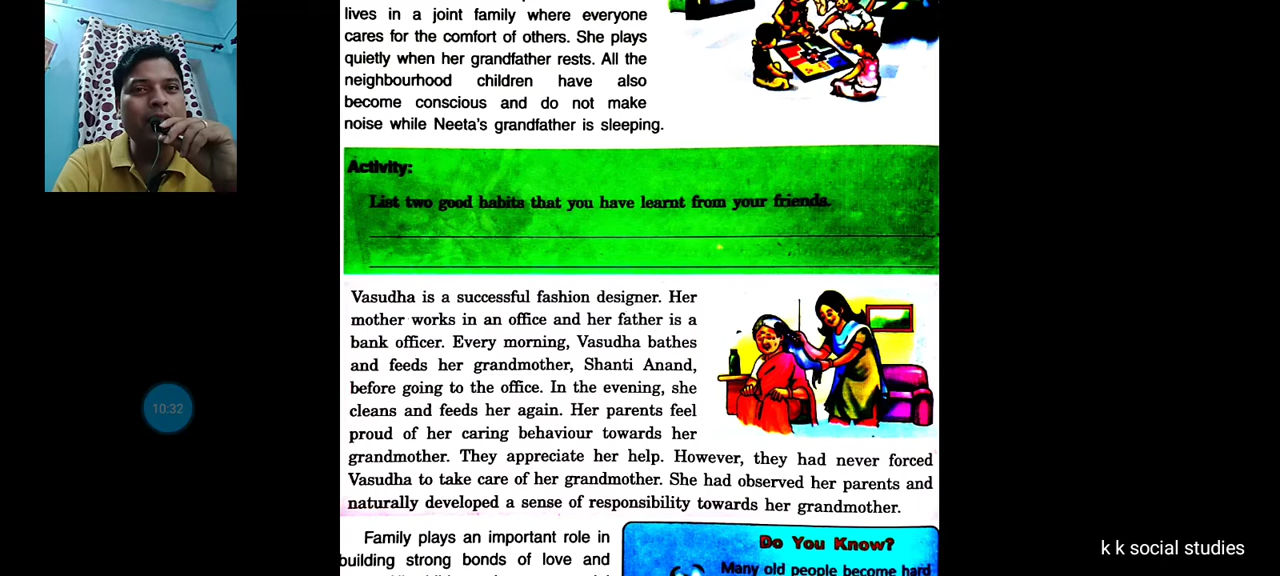 lives in a joint family where everyone
cares for the comfort of others. She plays
quietly when her grandfather rests. All the
neighbourhood children have also
become conscious and do not make
noise while Neeta's grandfather is sleeping.
Activity:
List two good habits that you have learnt from your friends.
Vasudha is a successful fashion designer. Her
mother works in an office and her father is a
bank officer. Every morning, Vasudha bathes
and feeds her grandmother, Shanti Anand,
before going to the office. In the evening, she
cleans and feeds her again. Her parents feel
proud of her caring behaviour towards her
grandmother. They appreciate her help. However, they had never forced
Vasudha to take care of her grandmother. She had observed her parents and
naturally developed a sense of responsibility towards her grandmother.
Family plays an important role in
building strong bonds of love and
Do You Know?
Many old people become hard
10:32
k k social studies